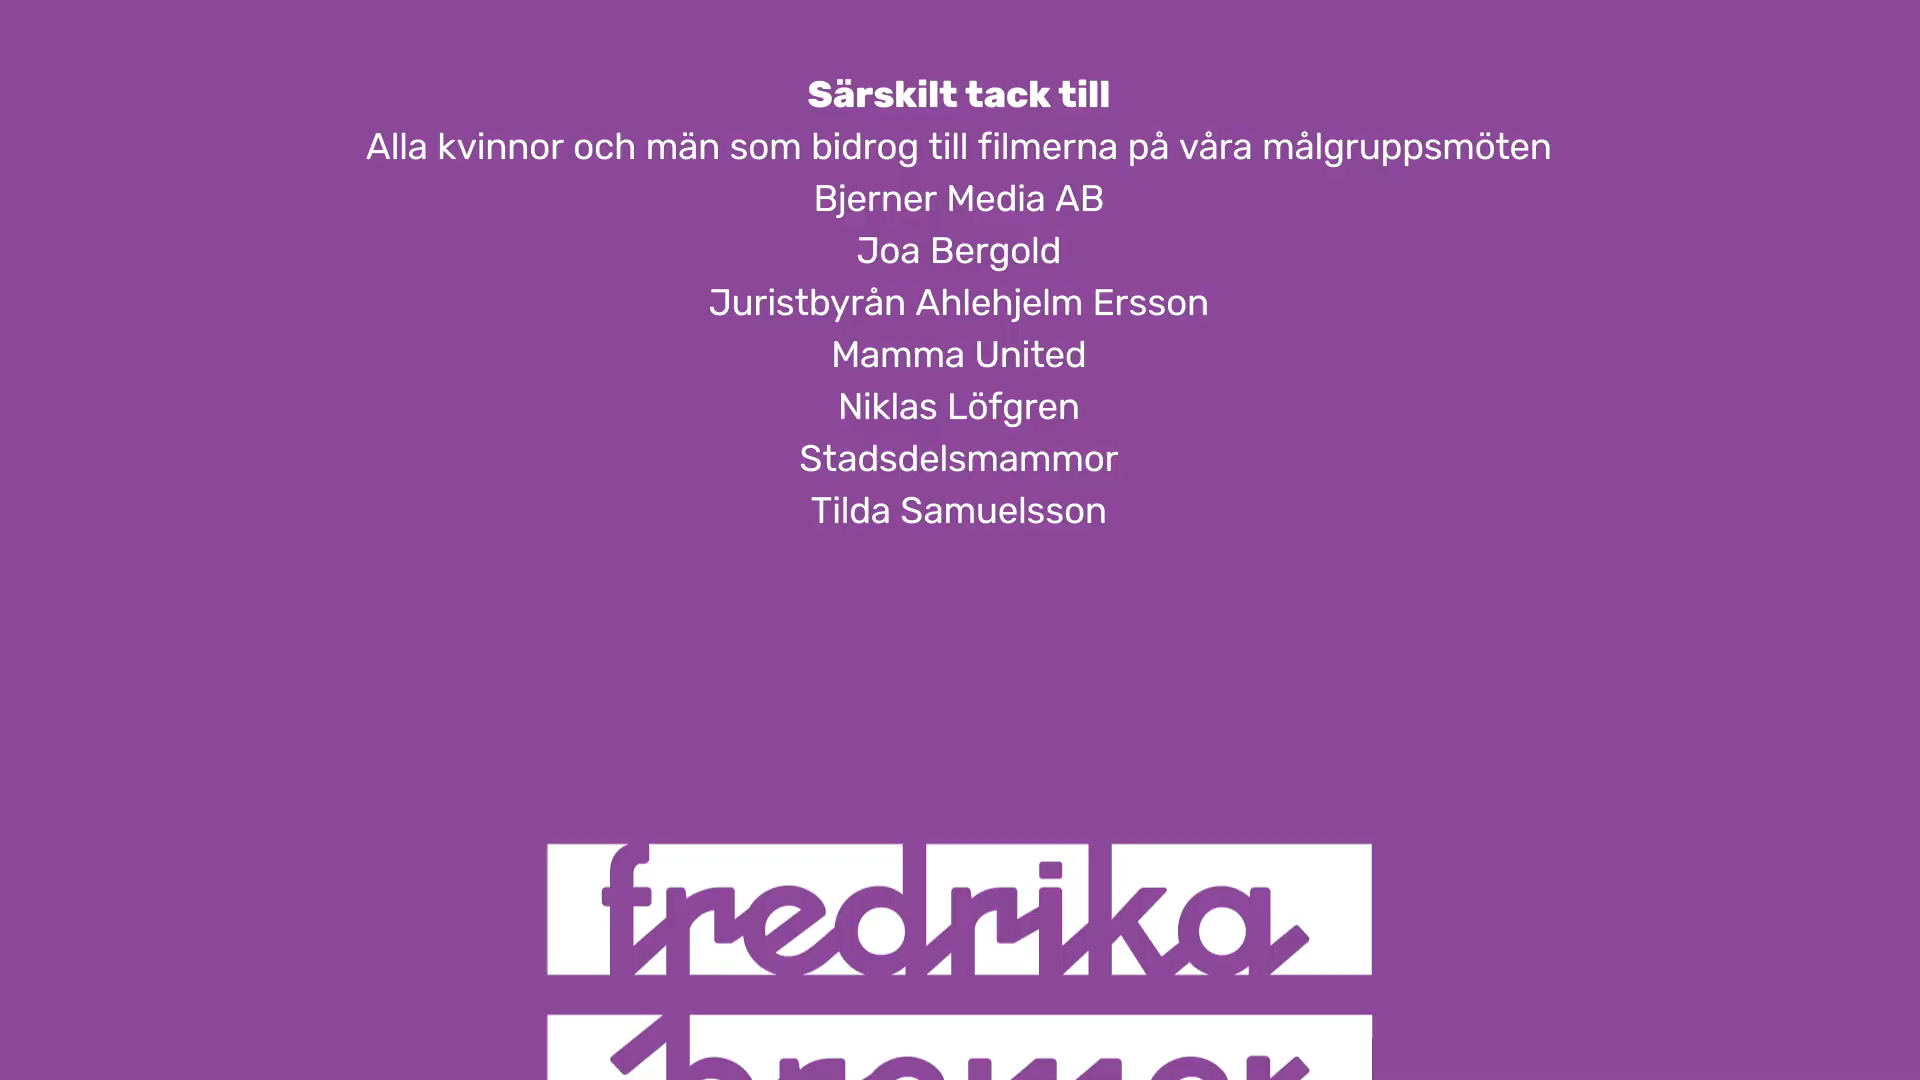 Särskilt tack till
Alla kvinnor och män som bidrog till filmerna på våra målgruppsmöten
Bjerner Media AB
Joa Bergold
Juristbyrån Ahlehjelm Ersson
Mamma United
Niklas Löfgren
Stadsdelsmammor
Tilda Samuelsson
fredrika
bremer